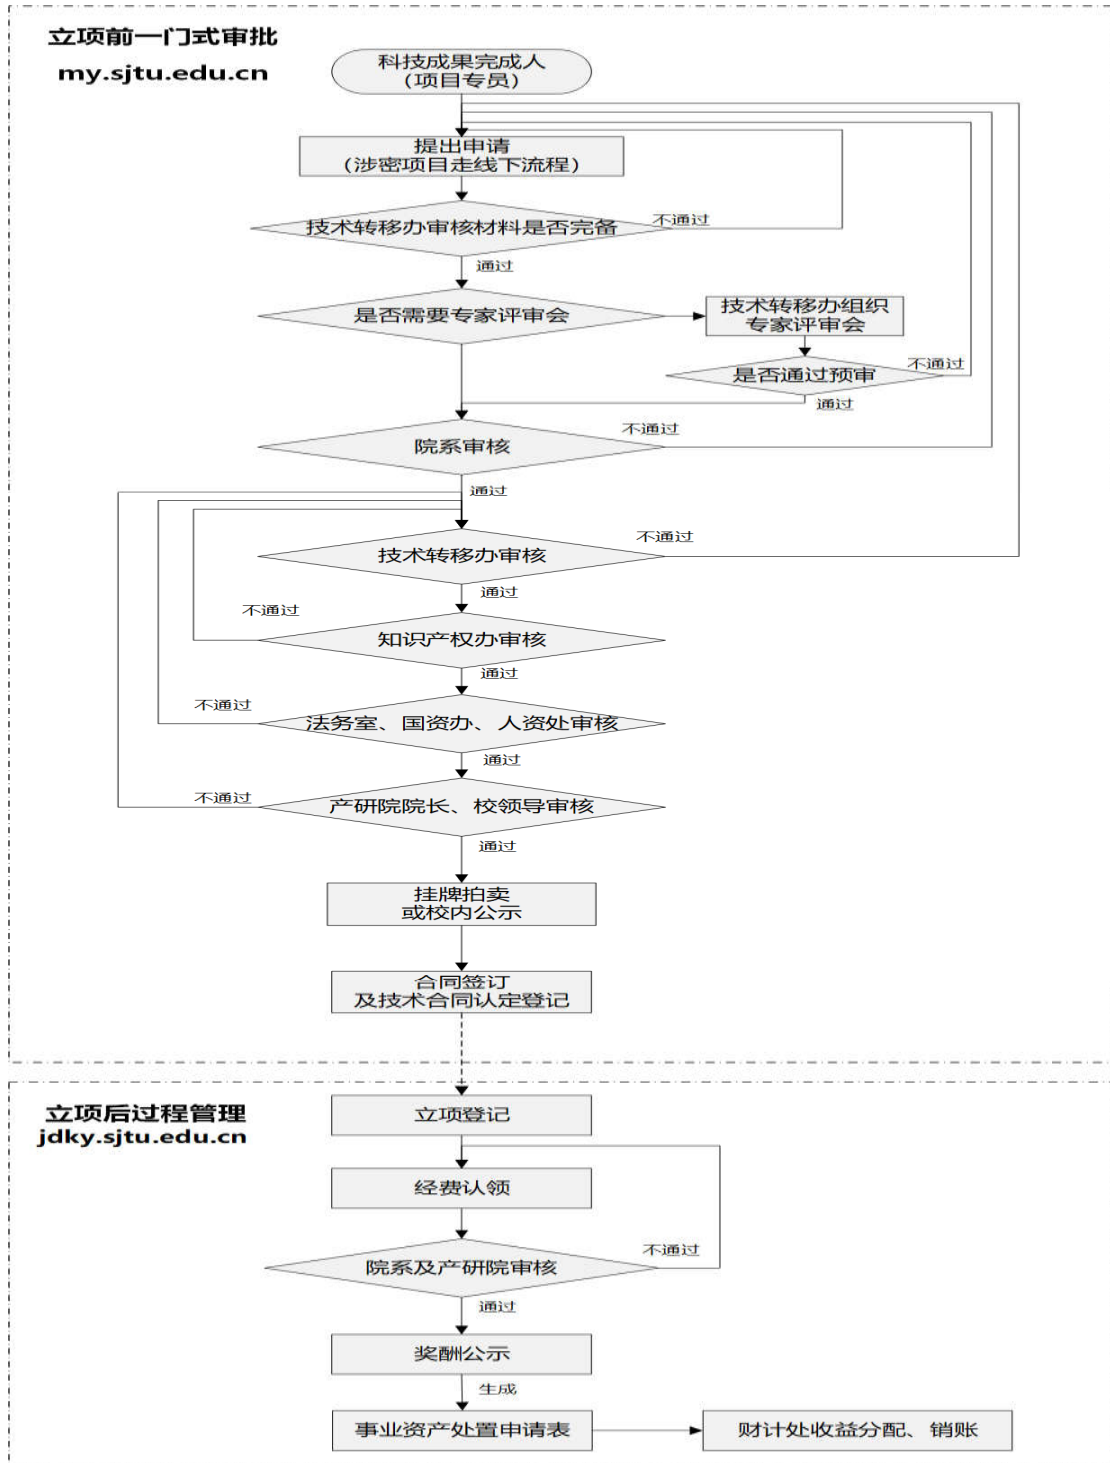 立项前一门式审批
my.sjtu.edu.cn
科技成果完成人
（项目专员）
提出申请
（涉密项目走线下流程）
技术转移办审核材料是否完备
不通过
通过
是否需要专家评审会
技术转移办组织
专家评审会
是否通过预审
不通过
通过
院系审核
不通过
通过
技术转移办审核
不通过
通过
知识产权办审核
不通过
通过
法务室、国资办、人资处审核
不通过
通过
产研院院长、校领导审核
不通过
通过
挂牌拍卖
或校内公示
合同签订
及技术合同认定登记
立项后过程管理
jdky.sjtu.edu.cn
立项登记
经费认领
院系及产研院审核
不通过
通过
奖酬公示
生成
事业资产处置申请表
财计处收益分配、销账